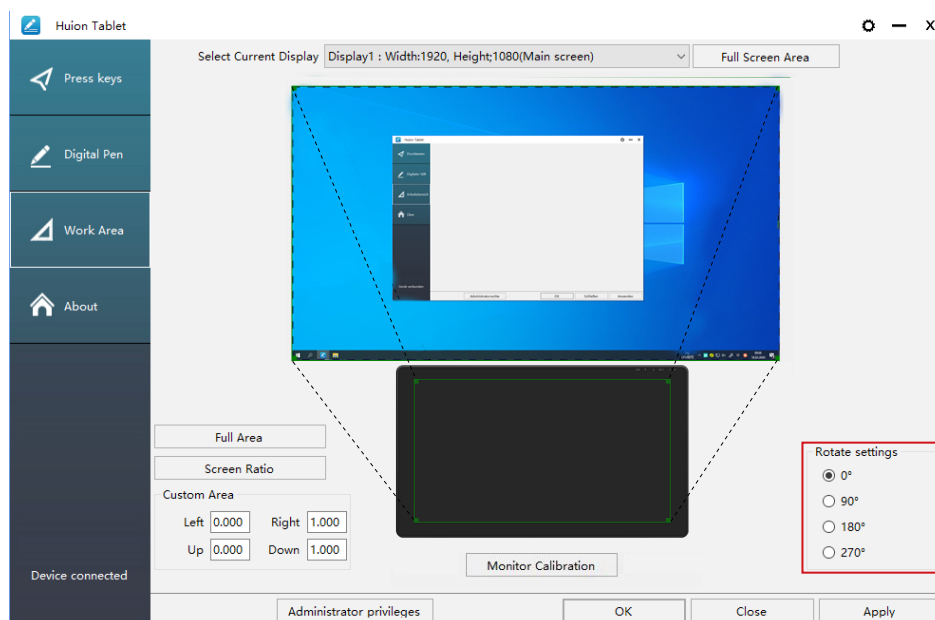 Huion Tablet
X
Select Current Display
Display1 : Width:1920, Height;1080(Main screen)
Full Screen Area
Press keys
Digital Pen
Work Area
About
Huion Tablet
Full Area
Screen Ratio
Custom Area
Left 0.000 Right 1.000
Up 0.000 Down 1.000
Monitor Calibration
Rotate settings
0°
90°
180°
270°
Device connected
Administrator privileges
OK
Close
Apply